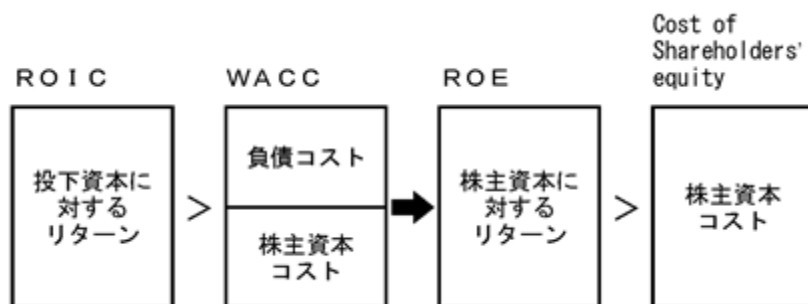 Cost of
Shareholders'
equity
ROIC
WACC
ROE
投下資本に
対する
リターン
>
負債コスト
株主資本
コスト
株主資本に
対する
リターン
>
株主資本
コスト